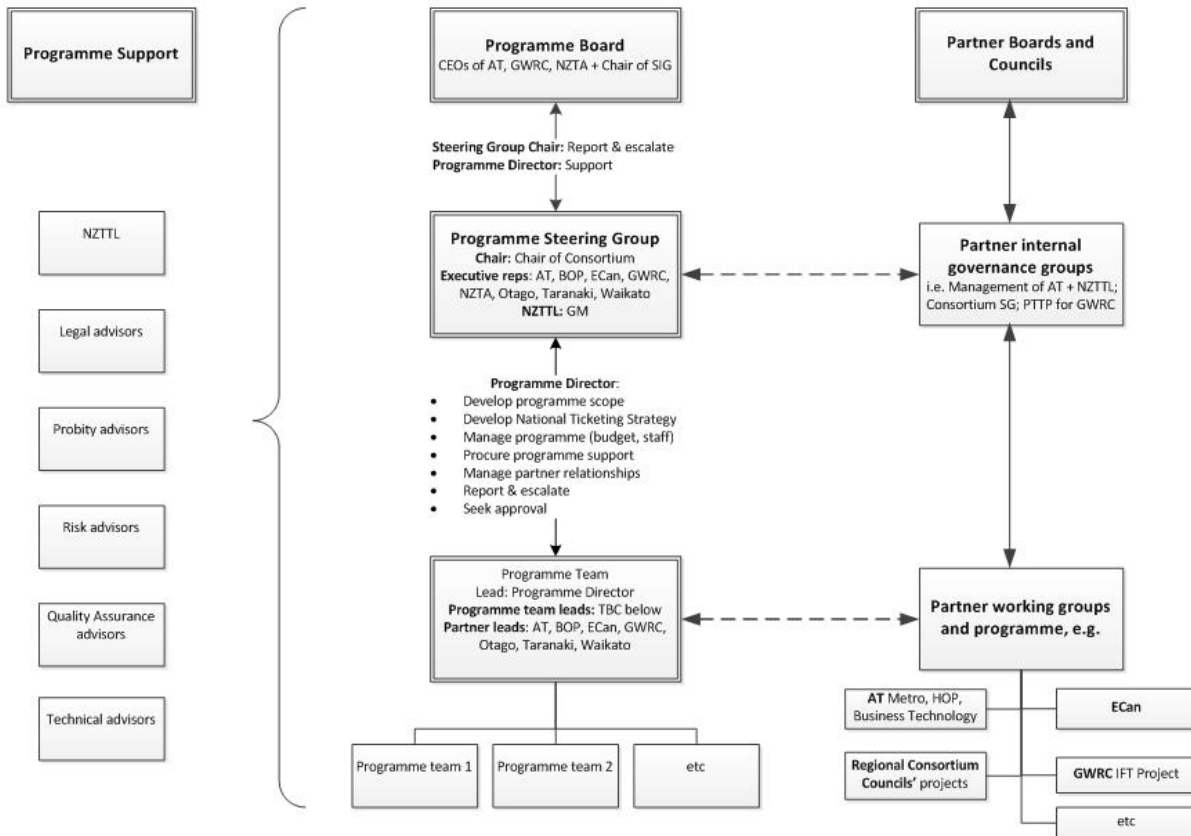 Programme Support
NZTTL
Legal advisors
Probity advisors
Risk advisors
Quality Assurance
advisors
Technical advisors
Programme Board
CEOs of AT, GWRC, NZTA + Chair of SIG
Steering Group Chair: Report & escalate
Programme Director: Support
Programme Steering Group
Chair: Chair of Consortium
Executive reps: AT, BOP, ECan, GWRC,
NZTA, Otago, Taranaki, Waikato
NZTTL: GM
Programme Director:
• Develop programme scope
• Develop National Ticketing Strategy
• Manage programme (budget, staff)
• Procure programme support
• Manage partner relationships
• Report & escalate
• Seek approval
Programme Team
Lead: Programme Director
Programme team leads: TBC below
Partner leads: AT, BOP, ECan, GWRC,
Otago, Taranaki, Waikato
Programme team 1
Programme team 2
etc
Partner Boards and
Councils
Partner internal
governance groups
i.e. Management of AT + NZTTL;
Consortium SG; PTTP for GWRC
Partner working groups
and programme, e.g.
AT Metro, HOP,
Business Technology
ECan
Regional Consortium
Councils' projects
GWRC IFT Project
etc